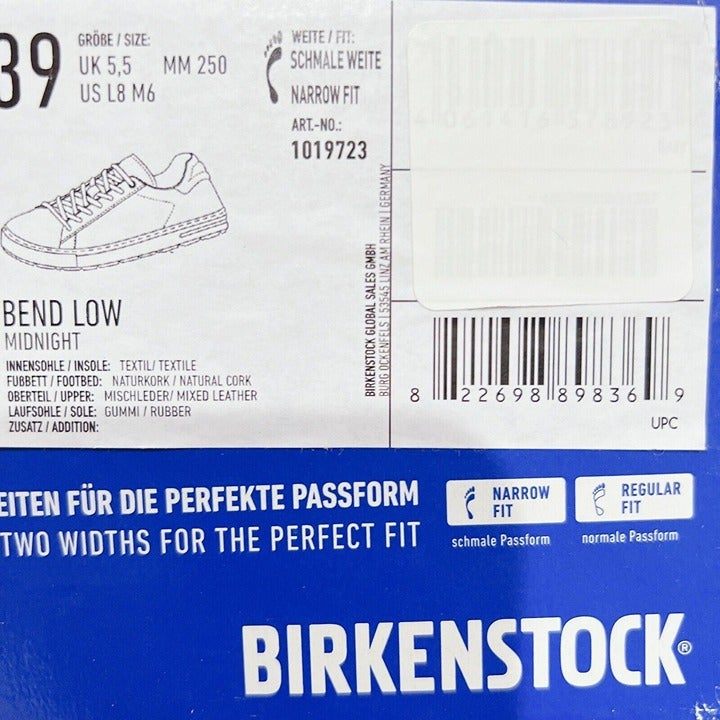 39
GRÖßE / SIZE:
UK 5,5 MM 250
US L8 M6
WEITE / FIT:
SCHMALE WEITE
NARROW FIT
ART.-NO.:
1019723
BEND LOW
MIDNIGHT
INNENSOHLE / INSOLE: TEXTIL/ TEXTILE
FUßBETT / FOOTBED: NATURKORK / NATURAL CORK
OBERTEIL / UPPER: MISCHLEDER/ MIXED LEATHER
LAUFSOHLE / SOLE: GUMMI / RUBBER
ZUSATZ / ADDITION:
BIRKENSTOCK GLOBAL SALES GMBH
BURG OCKENFELS | 53545 LINZ AM RHEIN | GERMANY
8 22698 89836 9
UPC
EITEN FÜR DIE PERFEKTE PASSFORM
TWO WIDTHS FOR THE PERFECT FIT
NARROW
FIT
schmale Passform
REGULAR
FIT
normale Passform
BIRKENSTOCK®